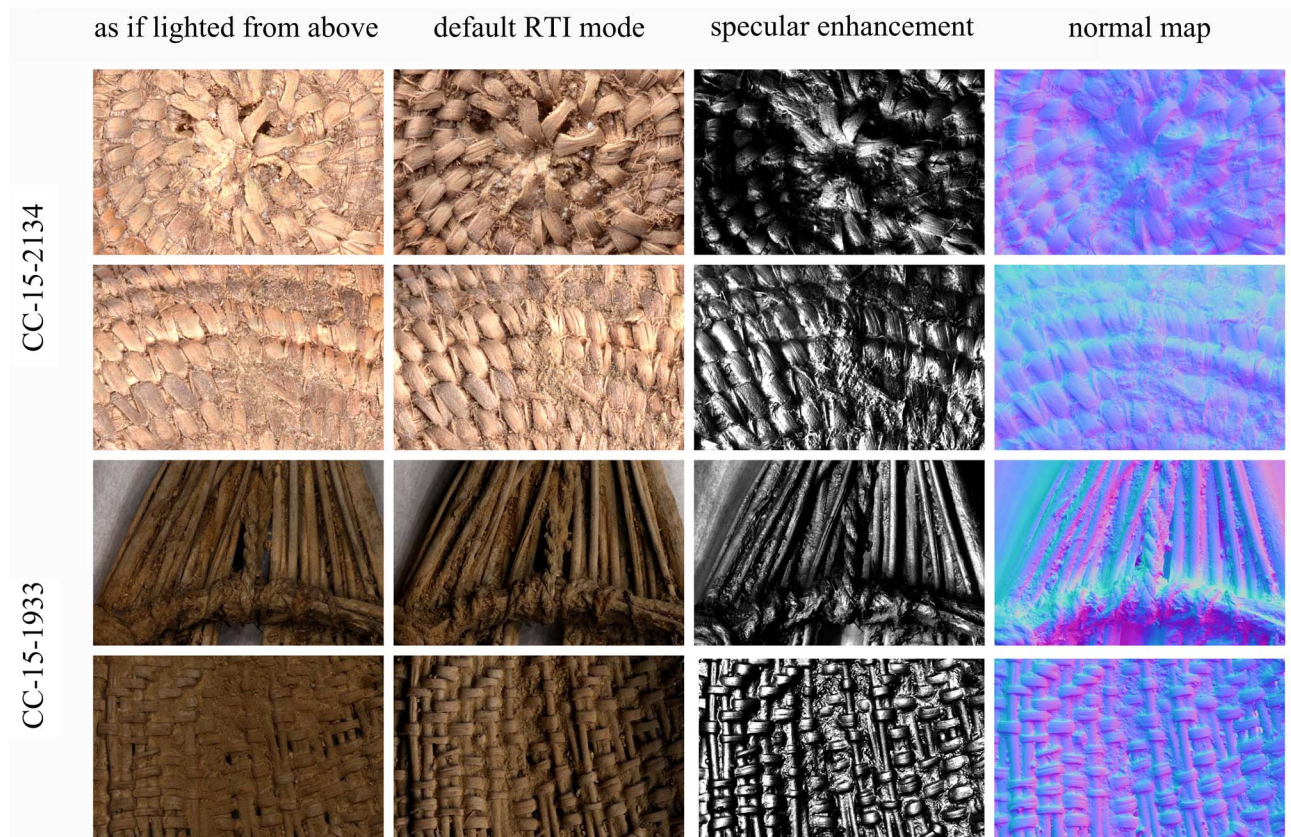 as if lighted from above
default RTI mode
specular enhancement
normal map
CC-15-2134
CC-15-1933